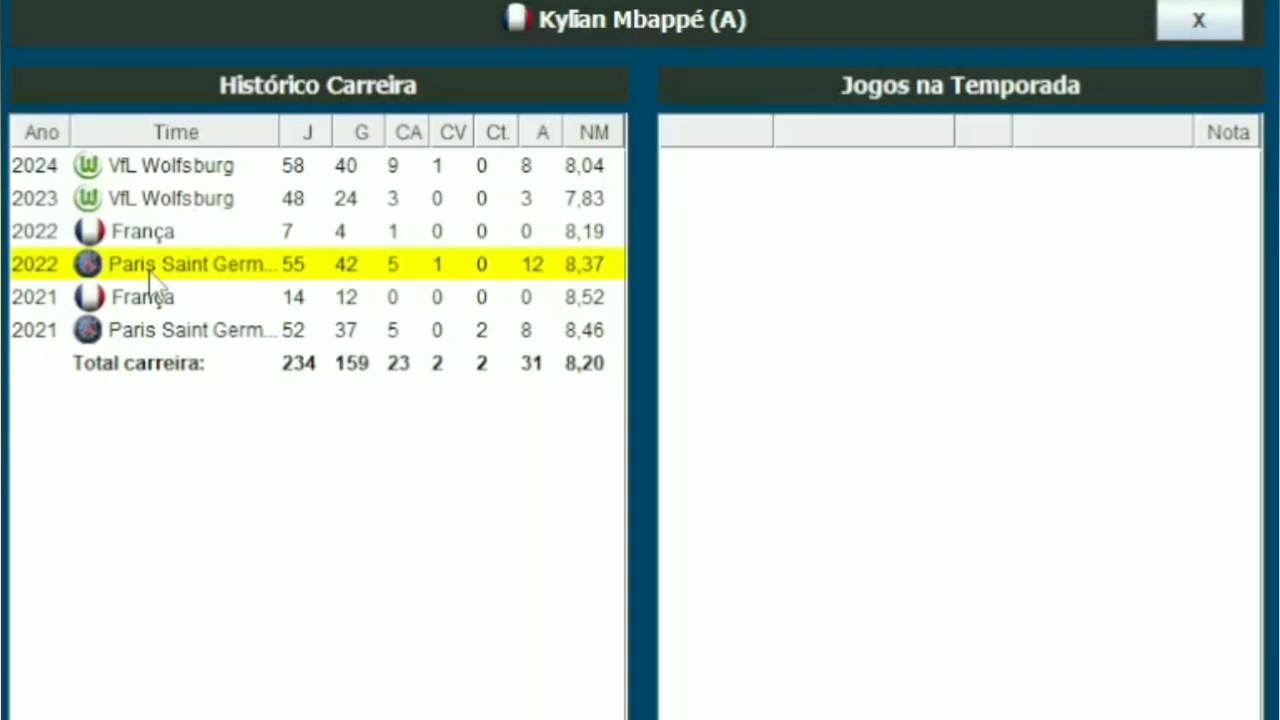 Kylian Mbappé (A)
X
Histórico Carreira
Jogos na Temporada
Ano Time J G CA CV Ct. A NM
Nota
2024 VfL Wolfsburg 58 40 9 1 0 8 8,04
2023 VfL Wolfsburg 48 24 3 0 0 3 7,83
2022 França 7 4 1 0 0 0 8,19
2022 Paris Saint Germ... 55 42 5 1 0 12 8,37
2021 França 14 12 0 0 0 0 8,52
2021 Paris Saint Germ... 52 37 5 0 2 8 8,46
Total carreira: 234 159 23 2 2 31 8,20